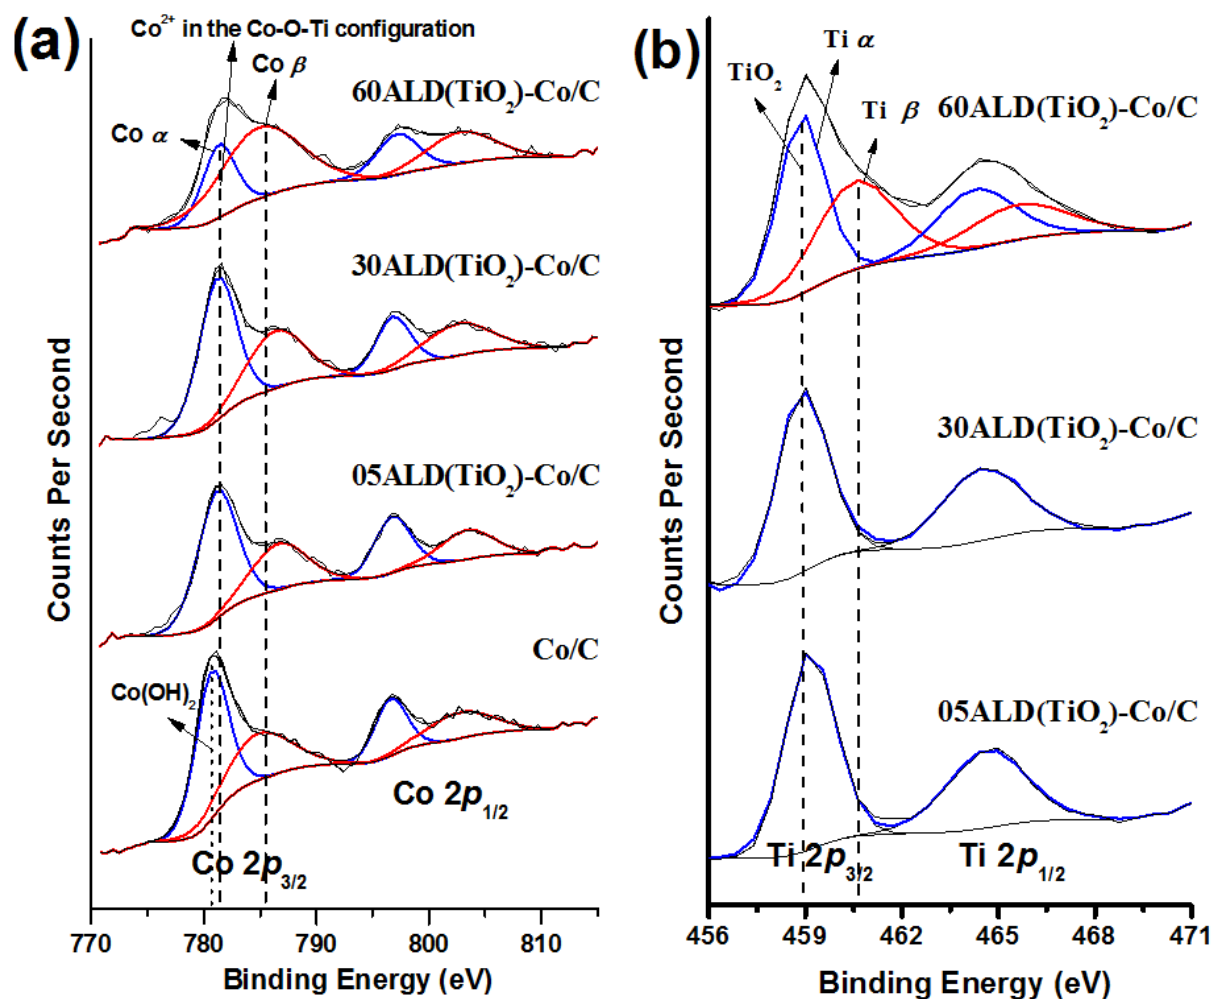 (a)
Co²⁺ in the Co-O-Ti configuration
Co β
60ALD(TiO₂)-Co/C
Co α
30ALD(TiO₂)-Co/C
05ALD(TiO₂)-Co/C
Co/C
Co(OH)₂
Co 2p₁/₂
Co 2p₃/₂
Counts Per Second
770 780 790 800 810
Binding Energy (eV)
(b)
Ti α
TiO₂
Ti β
60ALD(TiO₂)-Co/C
30ALD(TiO₂)-Co/C
05ALD(TiO₂)-Co/C
Ti 2p₃/₂ Ti 2p₁/₂
Counts Per Second
456 459 462 465 468 471
Binding Energy (eV)